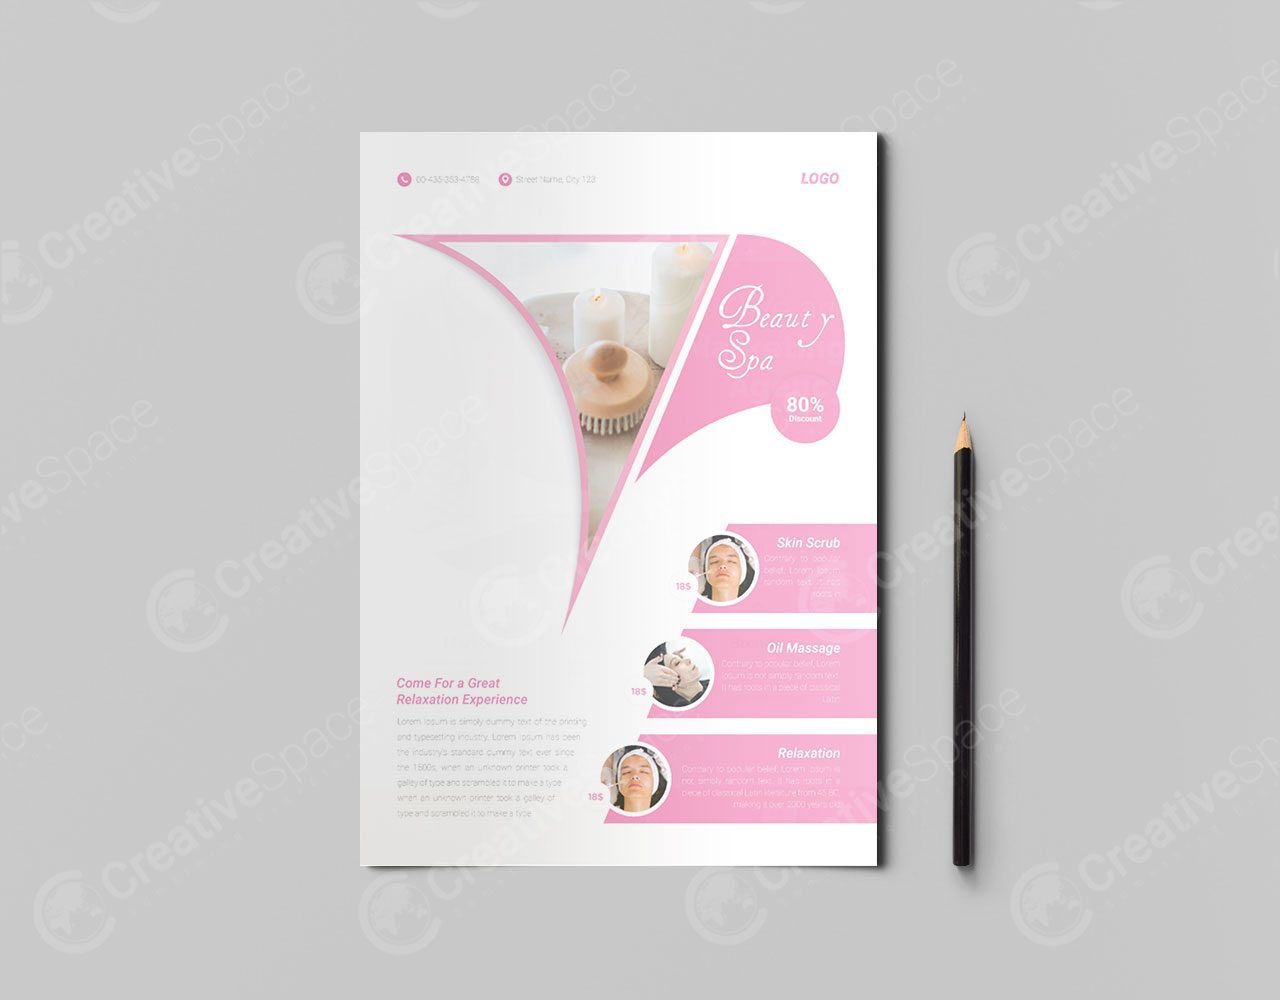 00-435-353-4788
Street Name, City 123
LOGO
Beauty
Spa
80%
Discount
Skin Scrub
Contrary to popular
belief, Lorem Ipsum
random text. It has
roots in
18$
Oil Massage
Contrary to popular belief, Lorem
Ipsum is not simply random text.
It has roots in a piece of classical
Latin
18$
Relaxation
Contrary to popular belief, Lorem Ipsum is
not simply random text. It has roots in a
piece of classical Latin literature from 45 BC,
making it over 2000 years old
18$
Come For a Great
Relaxation Experience
Lorem Ipsum is simply dummy text of the printing
and typesetting industry. Lorem Ipsum has been
the industry's standard dummy text ever since
the 1500s, when an unknown printer took a
galley of type and scrambled it to make a type
when an unknown printer took a galley of
type and scrambled it to make a type
CreativeSpace